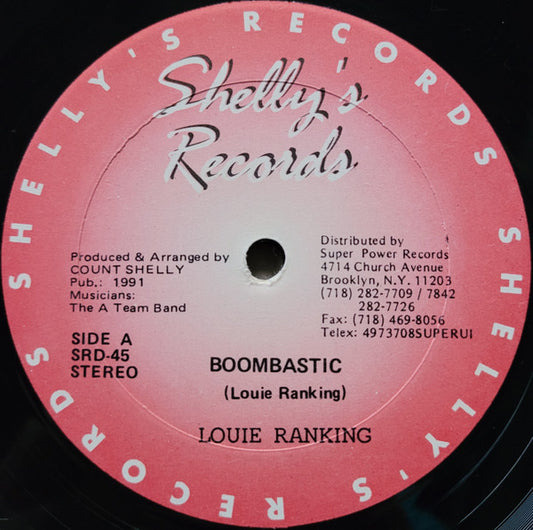 SHELLY'S RECORDS SHELLY'S RECORDS
Shelly's
Records
Produced & Arranged by
COUNT SHELLY
Pub.: 1991
Musicians:
The A Team Band
Distributed by
Super Power Records
4714 Church Avenue
Brooklyn, N.Y. 11203
(718) 282-7709 / 7842
282-7726
Fax: (718) 469-8056
Telex: 4973708SUPERUI
SIDE A
SRD-45
STEREO
BOOMBASTIC
(Louie Ranking)
LOUIE RANKING